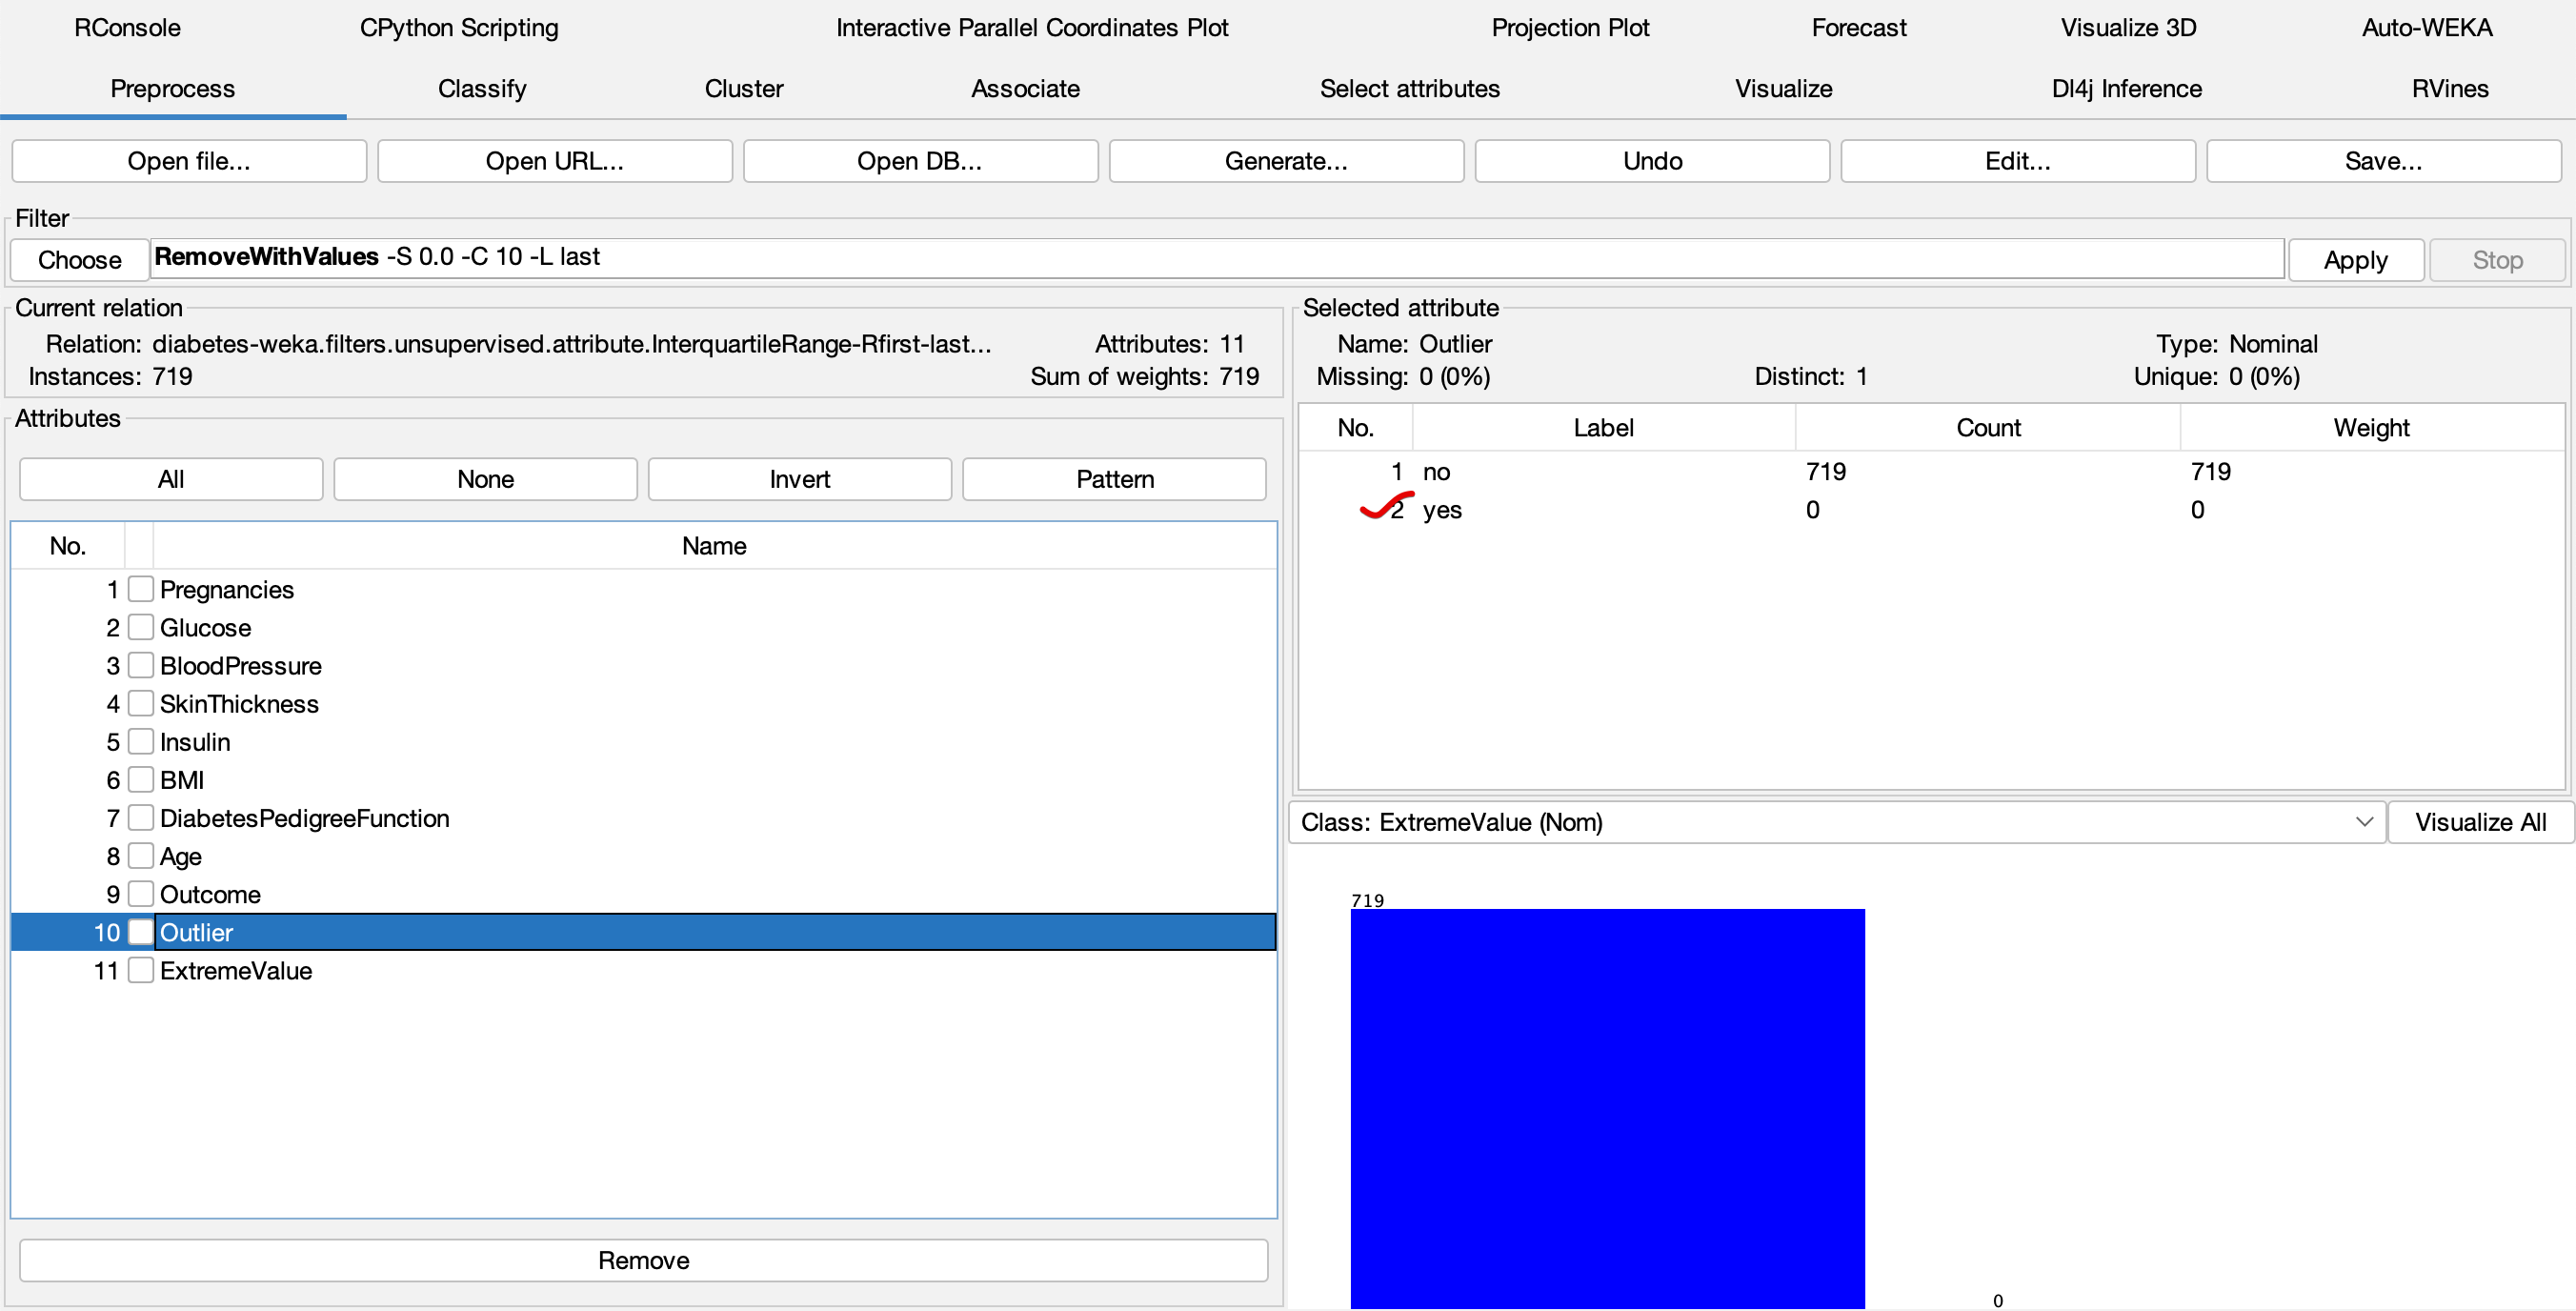 RConsole CPython Scripting Interactive Parallel Coordinates Plot Projection Plot Forecast Visualize 3D Auto-WEKA
Preprocess Classify Cluster Associate Select attributes Visualize Dl4j Inference RVines
Open file... Open URL... Open DB... Generate... Undo Edit... Save...
Filter
Choose RemoveWithValues -S 0.0 -C 10 -L last Apply Stop
Current relation
Relation: diabetes-weka.filters.unsupervised.attribute.InterquartileRange-Rfirst-last... Attributes: 11
Instances: 719 Sum of weights: 719
Attributes
All None Invert Pattern
No. Name
1 Pregnancies
2 Glucose
3 BloodPressure
4 SkinThickness
5 Insulin
6 BMI
7 DiabetesPedigreeFunction
8 Age
9 Outcome
10 Outlier
11 ExtremeValue
Remove
Selected attribute
Name: Outlier Type: Nominal
Missing: 0 (0%) Distinct: 1 Unique: 0 (0%)
No. Label Count Weight
1 no 719 719
2 yes 0 0
Class: ExtremeValue (Nom) Visualize All
719
0